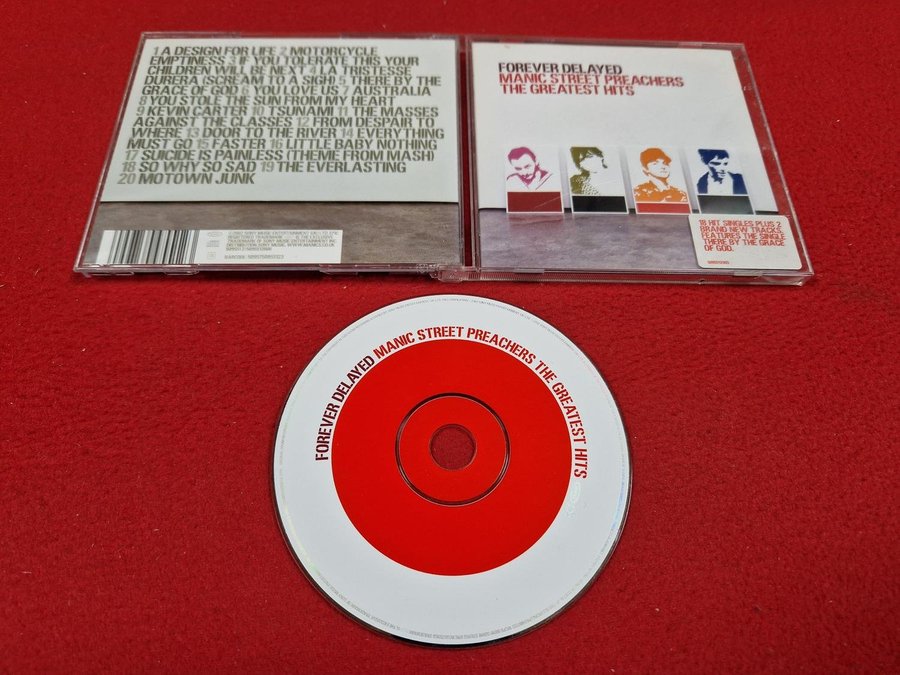 1 A DESIGN FOR LIFE 2 MOTORCYCLE
EMPTINESS 3 IF YOU TOLERATE THIS YOUR
CHILDREN WILL BE NEXT 4 LA TRISTESSE
DURERA (SCREAM TO A SIGH) 5 THERE BY THE
GRACE OF GOD 6 YOU LOVE US 7 AUSTRALIA
8 YOU STOLE THE SUN FROM MY HEART
9 KEVIN CARTER 10 TSUNAMI 11 THE MASSES
AGAINST THE CLASSES 12 FROM DESPAIR TO
WHERE 13 DOOR TO THE RIVER 14 EVERYTHING
MUST GO 15 FASTER 16 LITTLE BABY NOTHING
17 SUICIDE IS PAINLESS (THEME FROM MASH)
18 SO WHY SO SAD 19 THE EVERLASTING
20 MOTOWN JUNK
FOREVER DELAYED
MANIC STREET PREACHERS
THE GREATEST HITS
18 HIT SINGLES PLUS 2
BRAND NEW TRACKS.
FEATURES THE SINGLE
THERE BY THE GRACE
OF GOD.
FOREVER DELAYED MANIC STREET PREACHERS THE GREATEST HITS